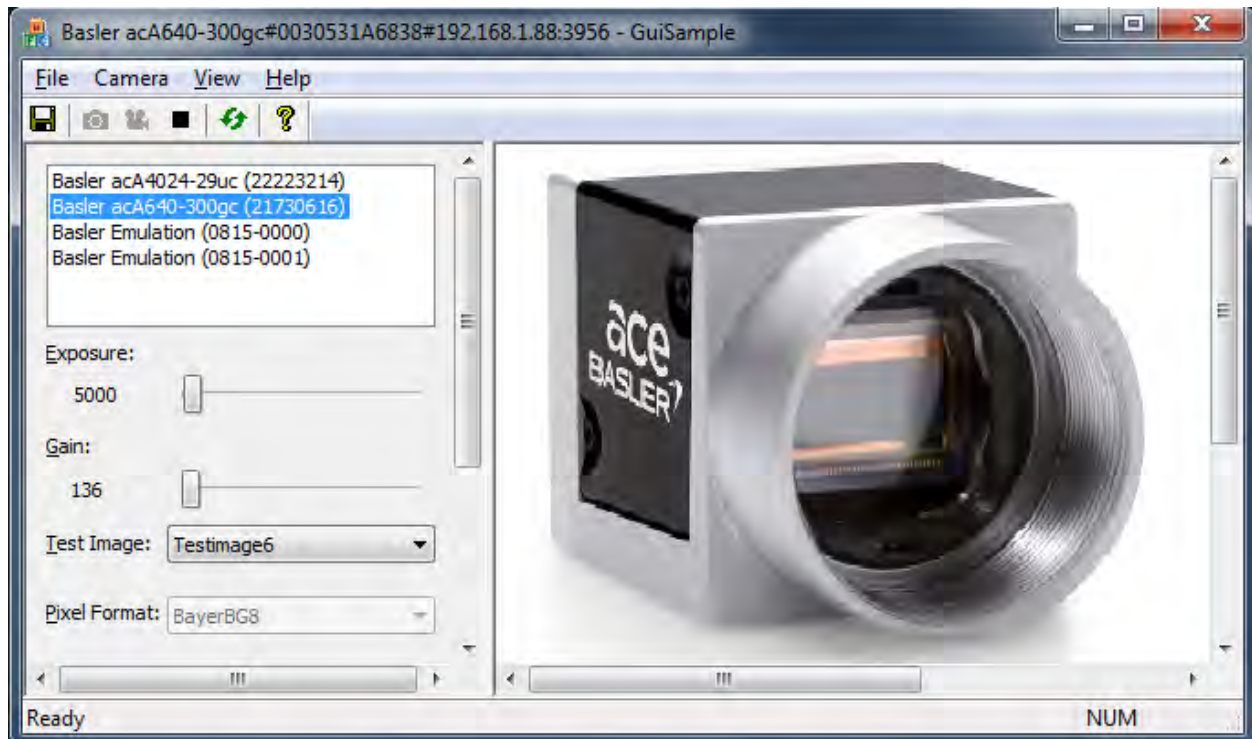 Basler acA640-300gc#0030531A6838#192.168.1.88:3956 - GuiSample
File Camera View Help
Basler acA4024-29uc (22223214)
Basler acA640-300gc (21730616)
Basler Emulation (0815-0000)
Basler Emulation (0815-0001)
Exposure:
5000
Gain:
136
Test Image: Testimage6
Pixel Format: BayerBG8
ace
BASLER
Ready NUM